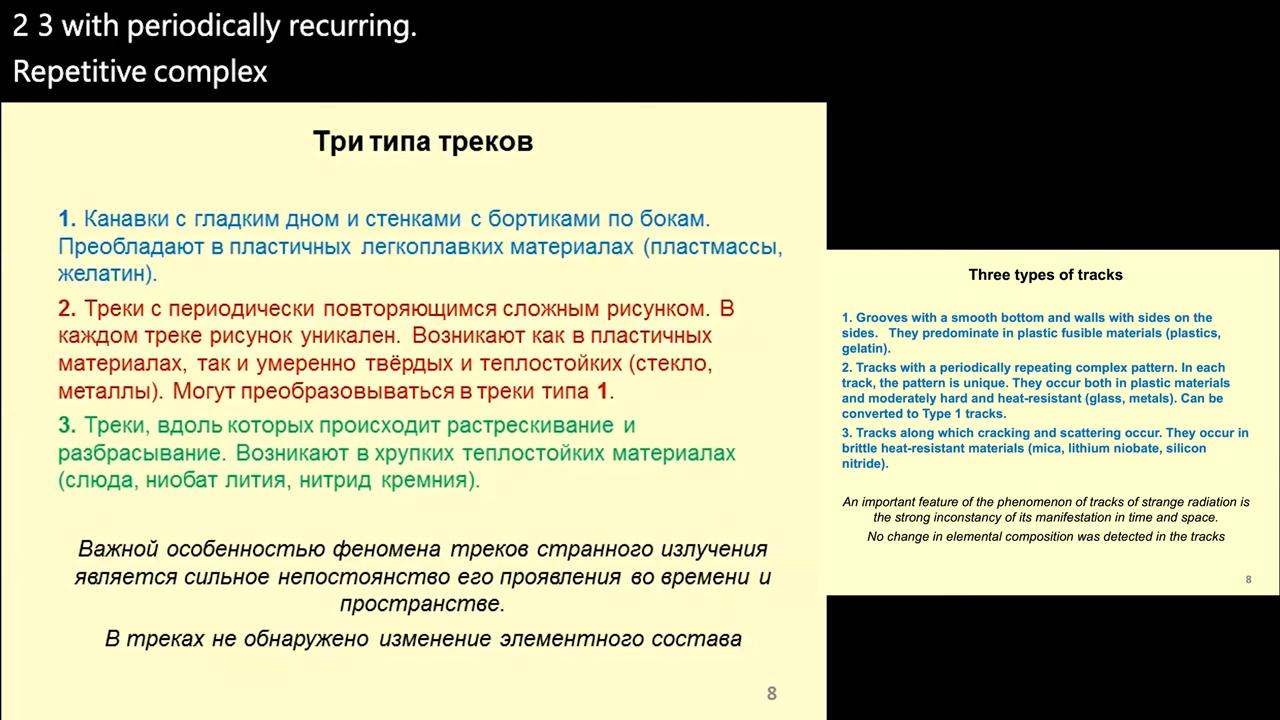 2 3 with periodically recurring.
Repetitive complex
Три типа треков
1. Канавки с гладким дном и стенками с бортиками по бокам.
Преобладают в пластичных легкоплавких материалах (пластмассы,
желатин).
2. Треки с периодически повторяющимся сложным рисунком. В
каждом треке рисунок уникален. Возникают как в пластичных
материалах, так и умеренно твёрдых и теплостойких (стекло,
металлы). Могут преобразовываться в треки типа 1.
3. Треки, вдоль которых происходит растрескивание и
разбрасывание. Возникают в хрупких теплостойких материалах
(слюда, ниобат лития, нитрид кремния).
Важной особенностью феномена треков странного излучения
является сильное непостоянство его проявления во времени и
пространстве.
В треках не обнаружено изменение элементного состава
8
Three types of tracks
1. Grooves with a smooth bottom and walls with sides on the
sides. They predominate in plastic fusible materials (plastics,
gelatin).
2. Tracks with a periodically repeating complex pattern. In each
track, the pattern is unique. They occur both in plastic materials
and moderately hard and heat-resistant (glass, metals). Can be
converted to Type 1 tracks.
3. Tracks along which cracking and scattering occur. They occur in
brittle heat-resistant materials (mica, lithium niobate, silicon
nitride).
An important feature of the phenomenon of tracks of strange radiation is
the strong inconstancy of its manifestation in time and space.
No change in elemental composition was detected in the tracks
8